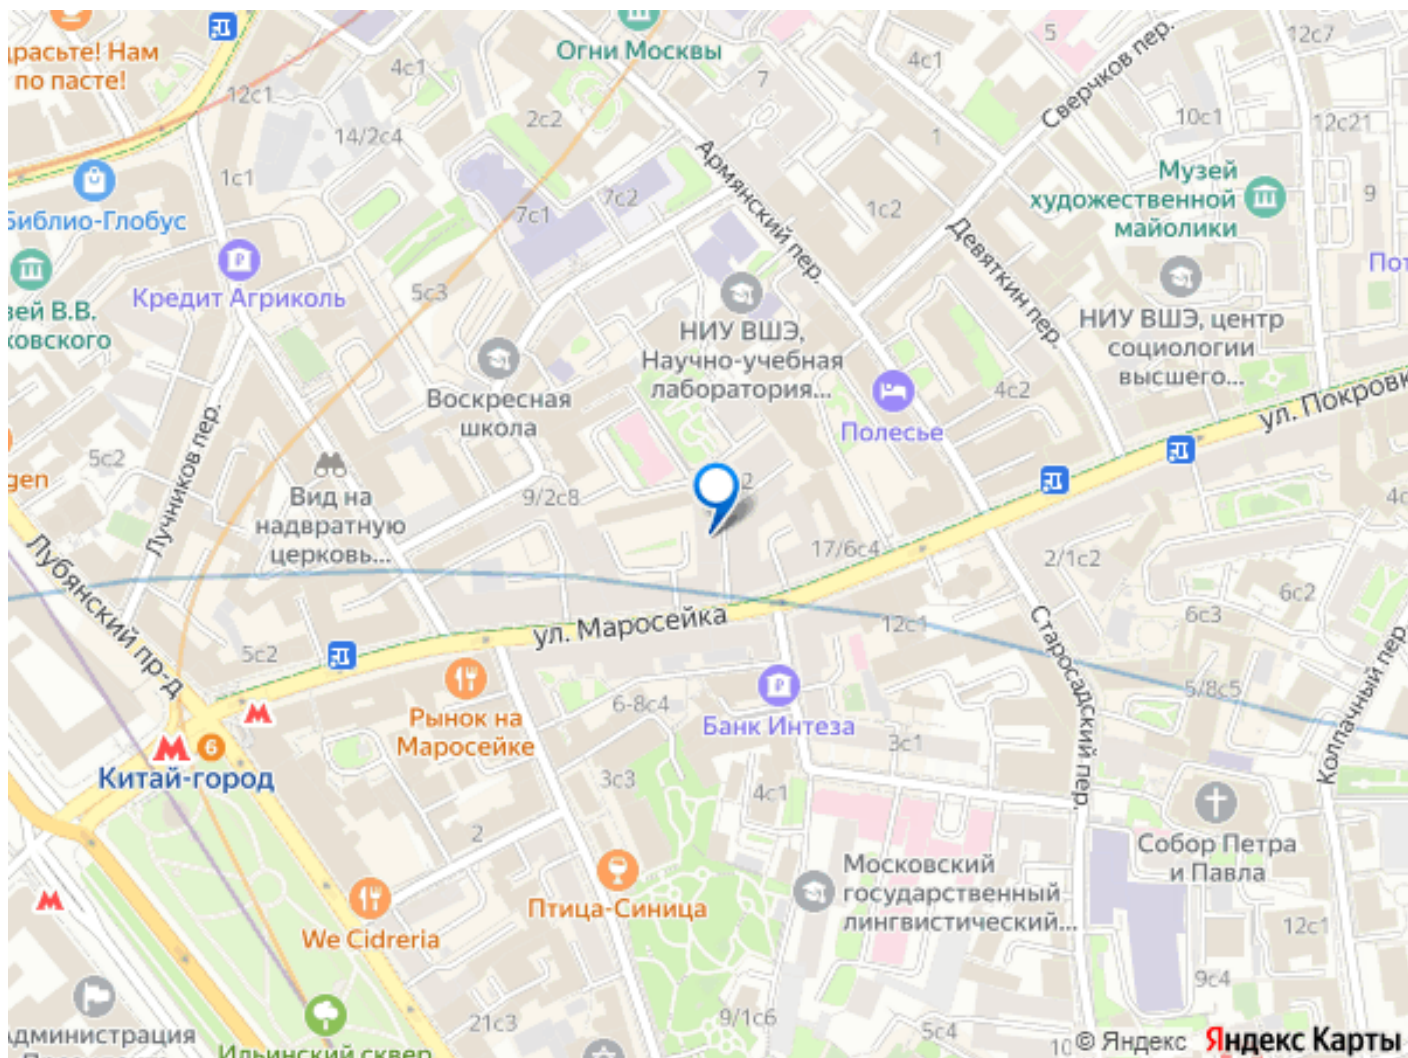 драсьте! Нам
по пасте!
12с1
4с1
14/2с4
2с2
Огни Москвы
7
5
4с1
Сверчков пер.
12с7
10с1
12с21
1
1с1
Библио-Глобус
7с1
7с2
Армянский пер.
1с2
Музей
художественной
майолики
9
Девяткин пер.
Кредит Агриколь
5с3
зей В.В.
ковского
Воскресная
школа
НИУ ВШЭ,
Научно-учебная
лаборатория...
Полесье
4с2
НИУ ВШЭ, центр
социологии
высшего...
Пот
ул. Покровк
Лучников пер.
5с2
gen
Вид на
надвратную
церковь...
9/2с8
2
17/6с4
2/1с2
4с
6с2
6с3
Лубянский пр-д
5с2
ул. Маросейка
12с1
Старосадский пер.
5/8с5
Колпачный пер.
Рынок на
Маросейке
6-8с4
Банк Интеза
3с1
6
Китай-город
3с3
4с1
2
Собор Петра
и Павла
Московский
государственный
лингвистический...
Птица-Синица
We Cidreria
12с1
9с4
Администрация
Ильинский сквер
21с3
9/1с6
5с4
10
© Яндекс Яндекс Карты